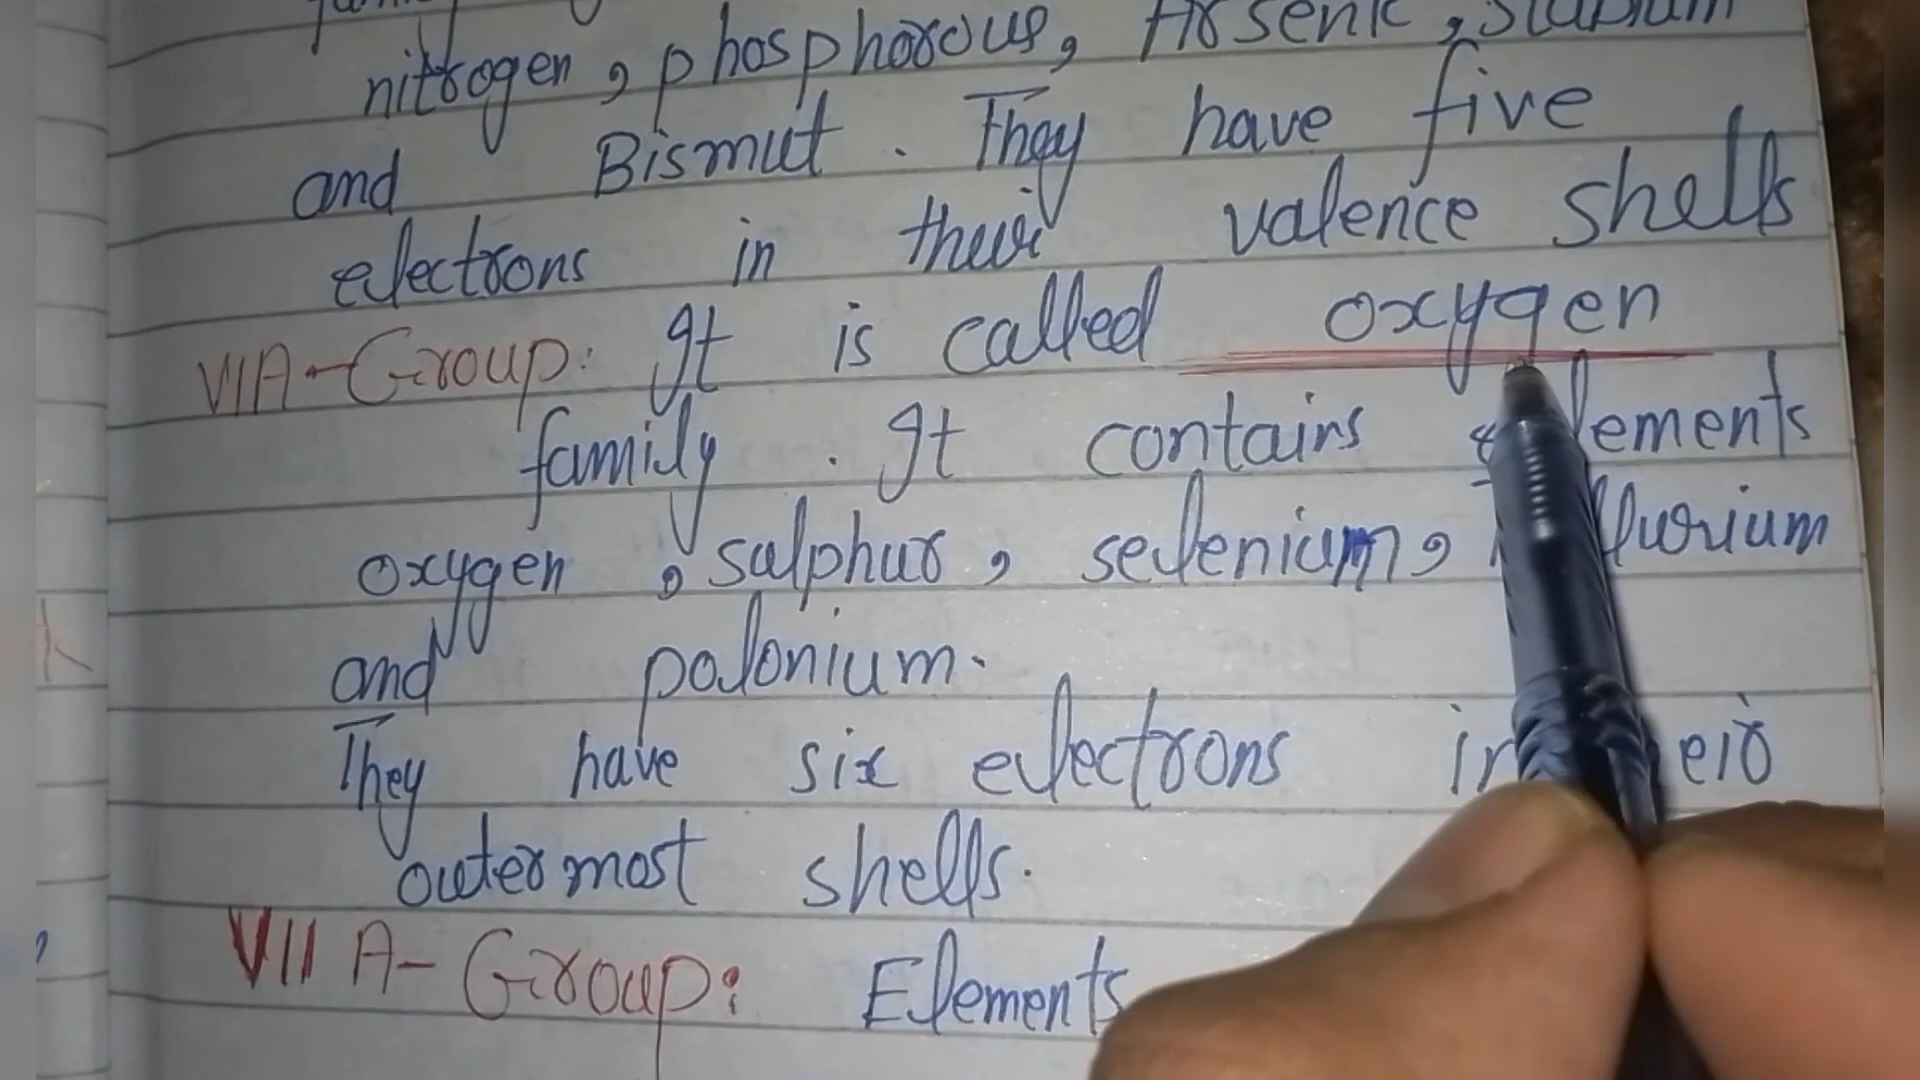 nitrogen, phosphorous, Arsenic,
and Bismut. They have five
electrons in their valence shells
VIA-Group: It is called oxygen
family. It contains elements
oxygen, sulphur, selenium,
and polonium.
They have six electrons in
outermost shells.
VII A-Group: Elements